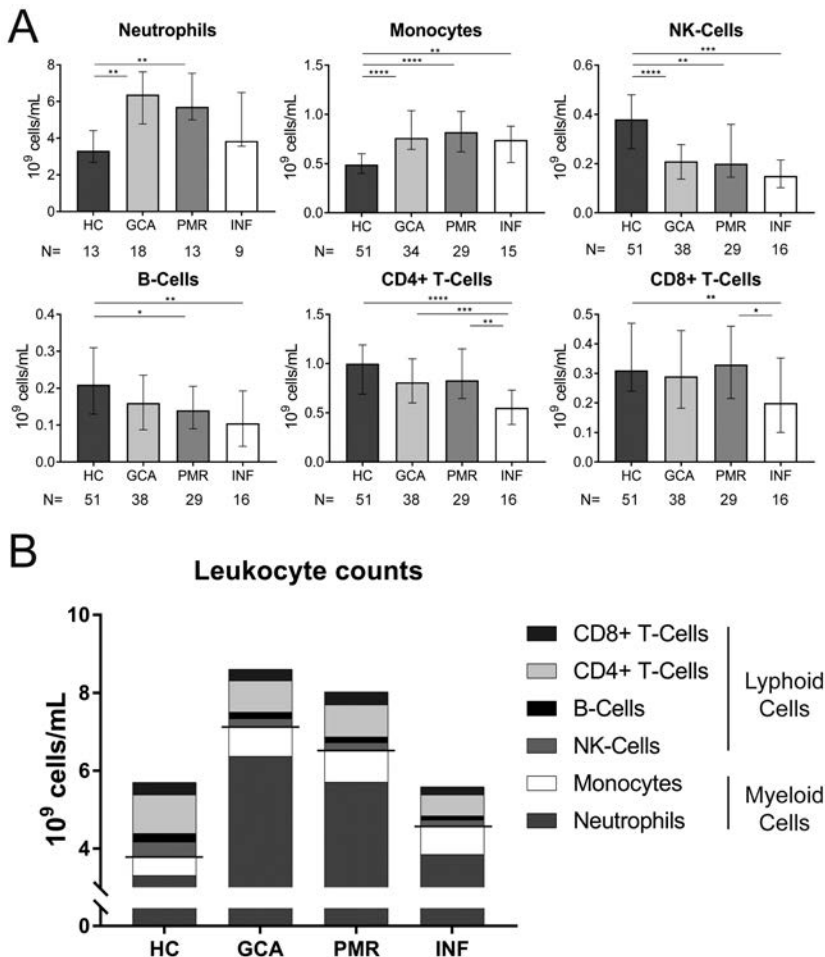 A
Neutrophils
**
**
8
6
4
2
0
10⁹ cells/mL
HC GCA PMR INF
N= 13 18 13 9
Monocytes
**
****
****
1.5
1.0
0.5
0.0
10⁹ cells/mL
HC GCA PMR INF
51 34 29 15
NK-Cells
***
**
****
0.6
0.4
0.2
0.0
10⁹ cells/mL
HC GCA PMR INF
51 38 29 16
B-Cells
**
*
0.4
0.3
0.2
0.1
0.0
10⁹ cells/mL
HC GCA PMR INF
N= 51 38 29 16
CD4+ T-Cells
****
***
**
1.5
1.0
0.5
0.0
10⁹ cells/mL
HC GCA PMR INF
N= 51 38 29 16
CD8+ T-Cells
**
*
0.5
0.4
0.3
0.2
0.1
0.0
10⁹ cells/mL
HC GCA PMR INF
N= 51 38 29 16
B
Leukocyte counts
10
8
6
4
0
10⁹ cells/mL
HC GCA PMR INF
CD8+ T-Cells
CD4+ T-Cells
B-Cells
NK-Cells
Lyphoid
Cells
Monocytes
Neutrophils
Myeloid
Cells